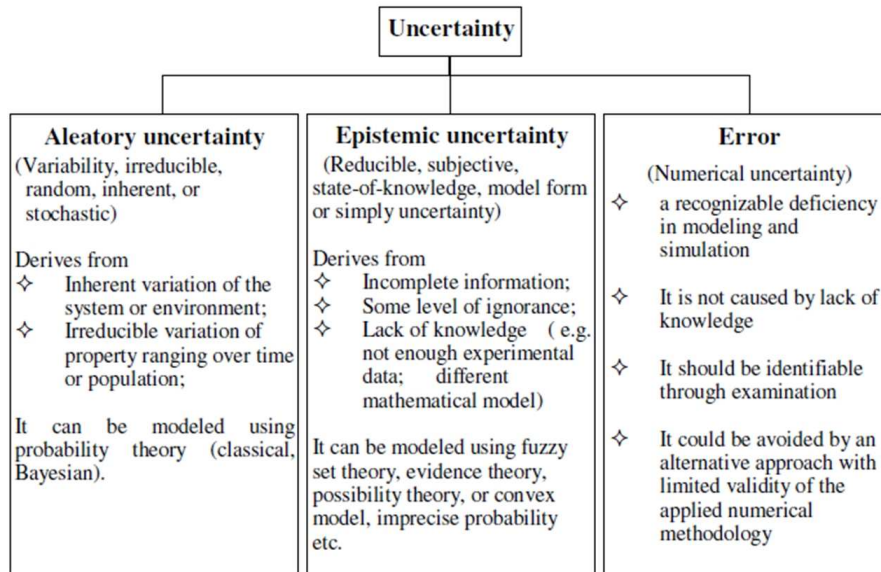 Uncertainty
Aleatory uncertainty
(Variability, irreducible,
random, inherent, or
stochastic)
Derives from
✧ Inherent variation of the
system or environment;
✧ Irreducible variation of
property ranging over time
or population;
It can be modeled using
probability theory (classical,
Bayesian).
Epistemic uncertainty
(Reducible, subjective,
state-of-knowledge, model form
or simply uncertainty)
Derives from
✧ Incomplete information;
✧ Some level of ignorance;
✧ Lack of knowledge ( e.g.
not enough experimental
data; different
mathematical model)
It can be modeled using fuzzy
set theory, evidence theory,
possibility theory, or convex
model, imprecise probability
etc.
Error
(Numerical uncertainty)
✧ a recognizable deficiency
in modeling and
simulation
✧ It is not caused by lack of
knowledge
✧ It should be identifiable
through examination
✧ It could be avoided by an
alternative approach with
limited validity of the
applied numerical
methodology